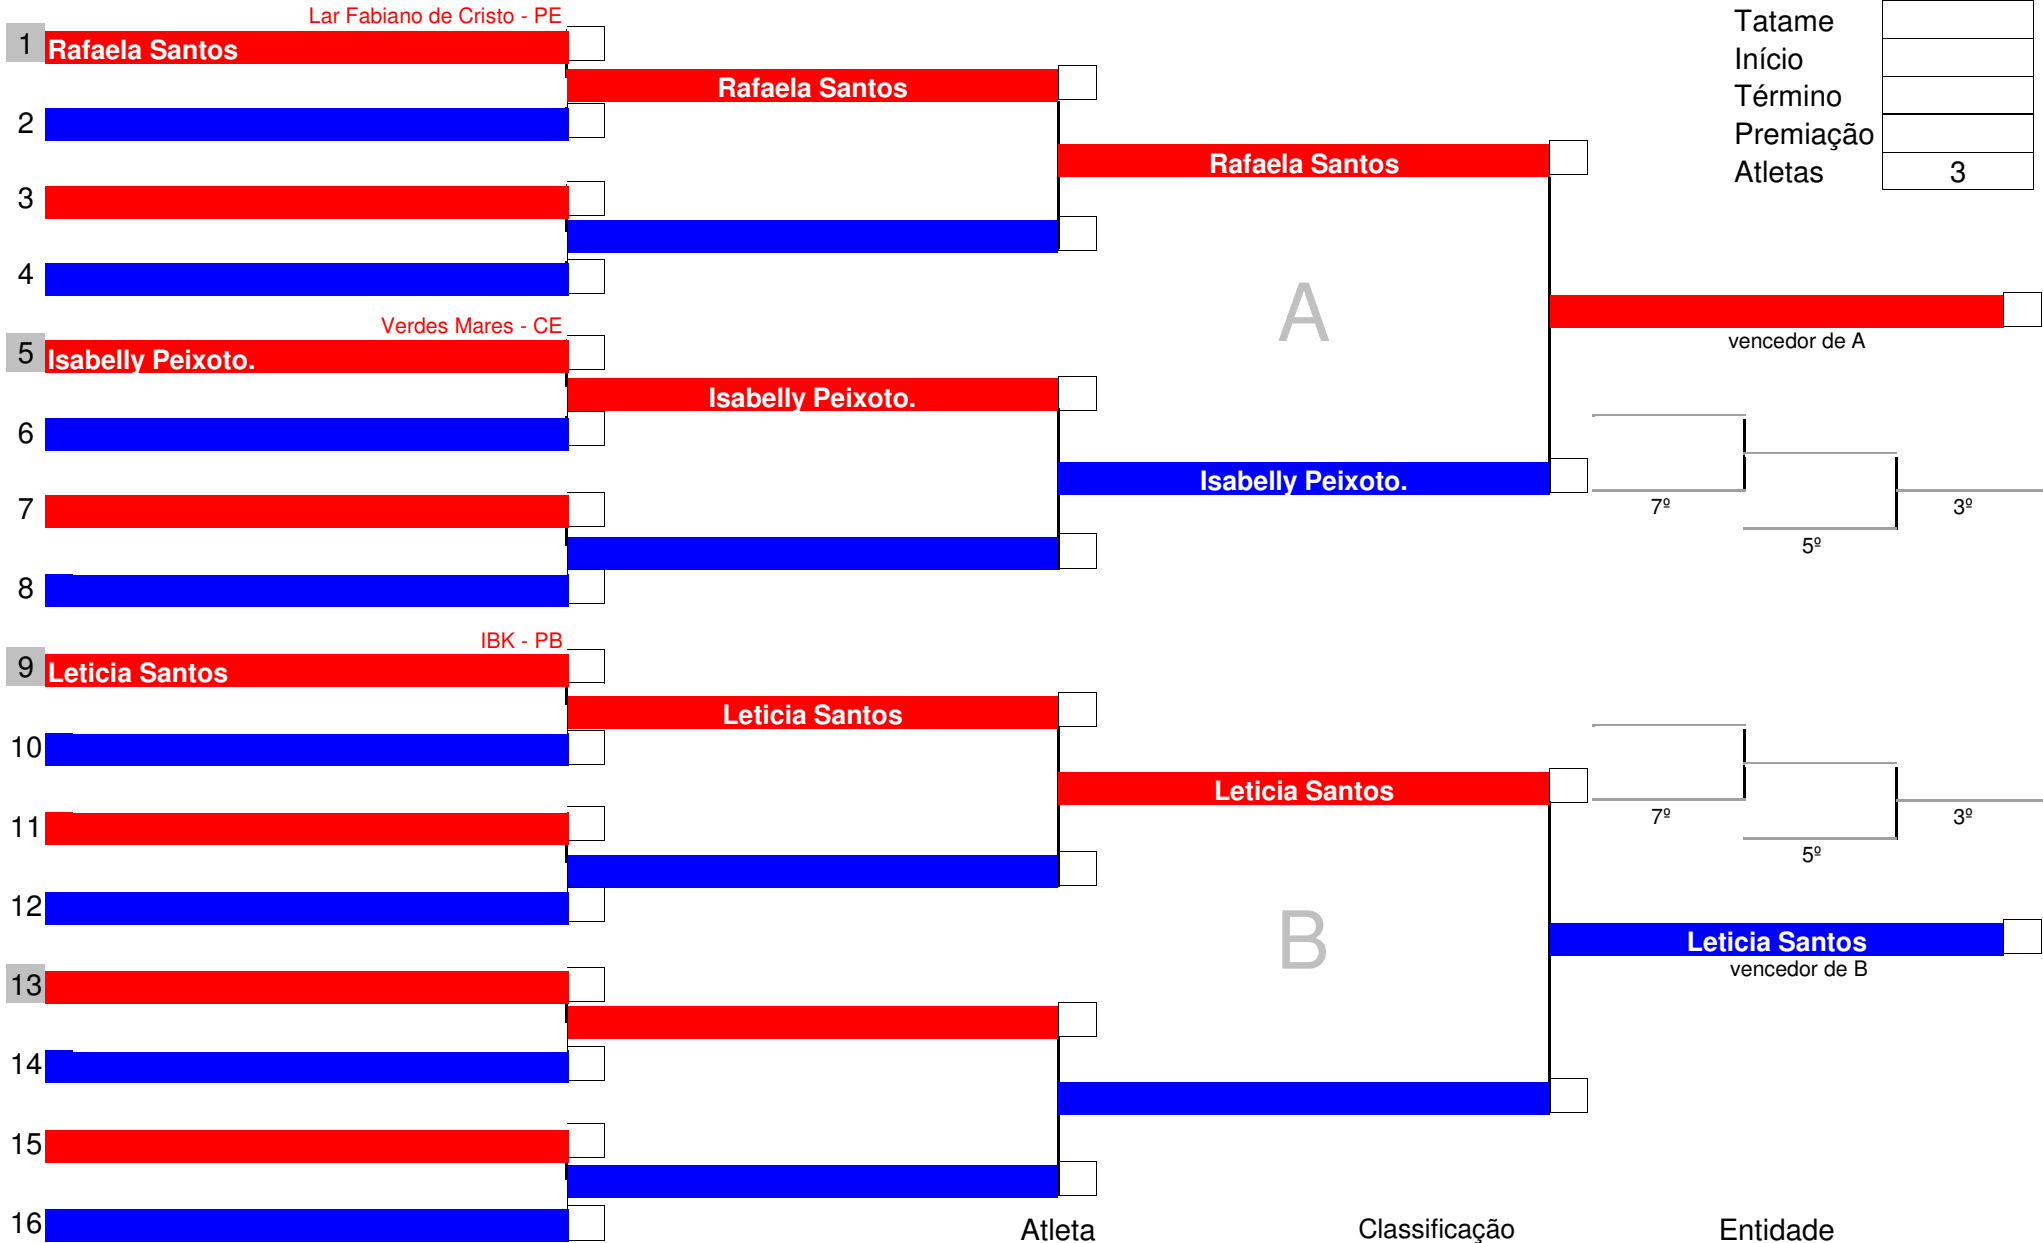 Lar Fabiano de Cristo - PE
1 Rafaela Santos
Rafaela Santos
2
Rafaela Santos
3
4
Verdes Mares - CE
5 Isabelly Peixoto.
Isabelly Peixoto.
6
Isabelly Peixoto.
7
8
A
Tatame
Início
Término
Premiação
Atletas 3
vencedor de A
7º
3º
5º
IBK - PB
9 Leticia Santos
Leticia Santos
10
Leticia Santos
11
12
B
7º
3º
5º
Leticia Santos
vencedor de B
13
14
15
16
Atleta Classificação Entidade